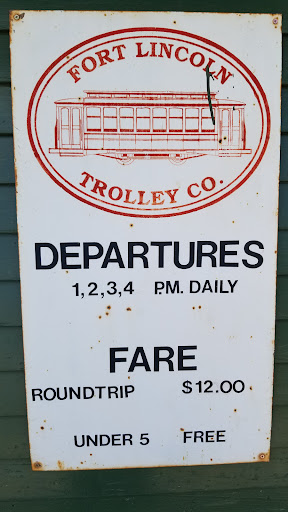 FORT LINCOLN
TROLLEY CO.
DEPARTURES
1,2,3,4 P.M. DAILY
FARE
ROUNDTRIP $12.00
UNDER 5 FREE